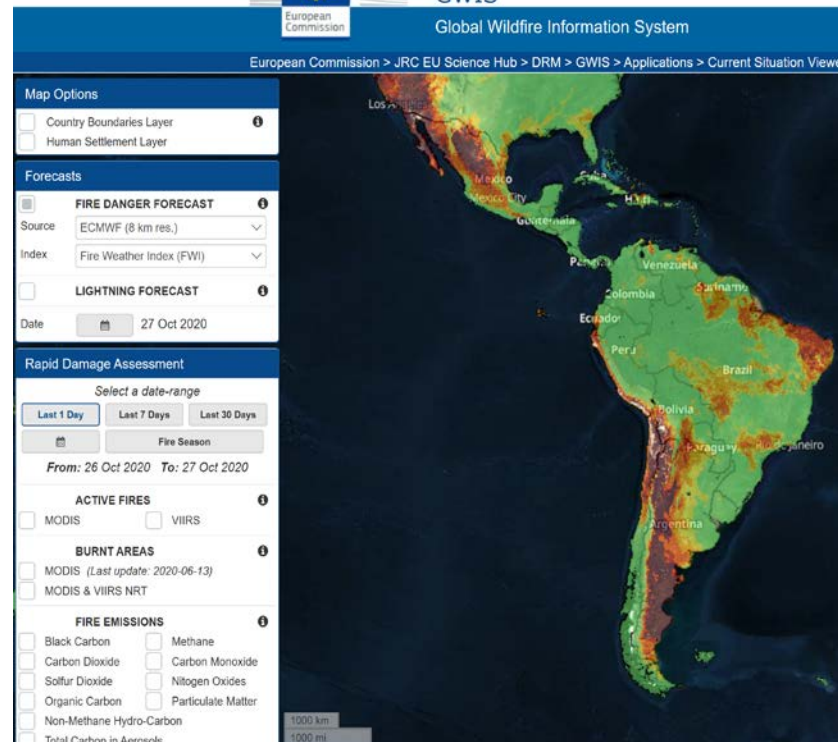 GWIS
European
Commission
Global Wildfire Information System
European Commission > JRC EU Science Hub > DRM > GWIS > Applications > Current Situation Viewe
Map Options
Country Boundaries Layer
Human Settlement Layer
Forecasts
FIRE DANGER FORECAST
Source ECMWF (8 km res.)
Index Fire Weather Index (FWI)
LIGHTNING FORECAST
Date 27 Oct 2020
Rapid Damage Assessment
Select a date-range
Last 1 Day Last 7 Days Last 30 Days
Fire Season
From: 26 Oct 2020 To: 27 Oct 2020
ACTIVE FIRES
MODIS VIIRS
BURNT AREAS
MODIS (Last update: 2020-06-13)
MODIS & VIIRS NRT
FIRE EMISSIONS
Black Carbon Methane
Carbon Dioxide Carbon Monoxide
Solfur Dioxide Nitogen Oxides
Organic Carbon Particulate Matter
Non-Methane Hydro-Carbon
Total Carbon in Aerosols
Los
Mexico
Cuba
Mexico City
Haiti
Guatemala
Venezuela
Suriname
Colombia
Ecuador
Peru
Brazil
Bolivia
Paraguay
Rio de Janeiro
Argentina
1000 km
1000 mi